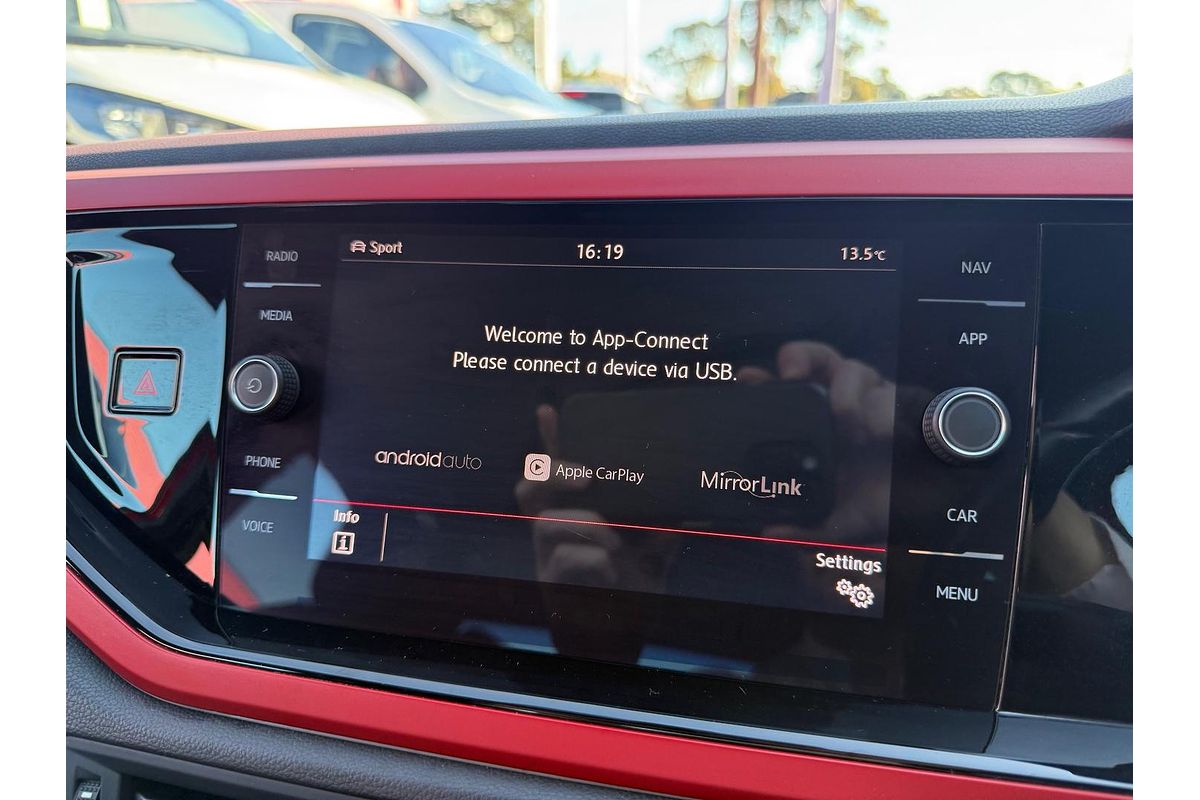 RADIO
MEDIA
PHONE
VOICE
Sport
16:19
13.5°C
Welcome to App-Connect
Please connect a device via USB.
androidauto
Apple CarPlay
MirrorLink
Info
i
Settings
NAV
APP
CAR
MENU